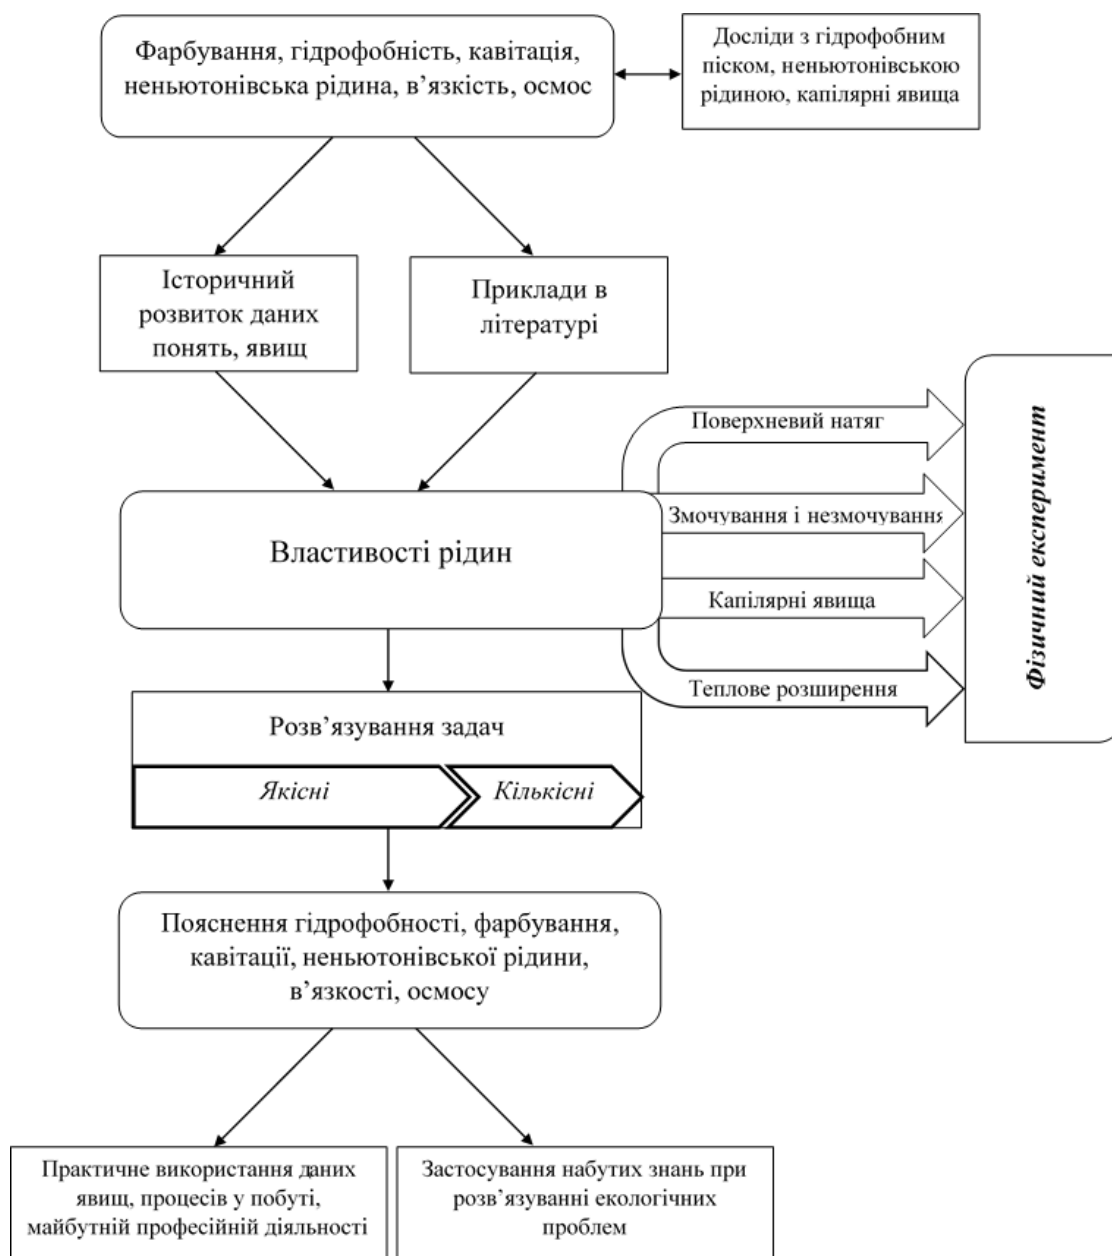 Фарбування, гідрофобність, кавітація,
неньютонівська рідина, в’язкість, осмос
Досліди з гідрофобним
піском, неньютонівською
рідиною, капілярні явища
Історичний
розвиток даних
понять, явищ
Приклади в
літературі
Поверхневий натяг
Змочування і незмочування
Капілярні явища
Теплове розширення
Фізичний експеримент
Властивості рідин
Розв’язування задач
Якісні
Кількісні
Пояснення гідрофобності, фарбування,
кавітації, неньютонівської рідини,
в’язкості, осмосу
Практичне використання даних
явищ, процесів у побуті,
майбутній професійній діяльності
Застосування набутих знань при
розв’язуванні екологічних
проблем